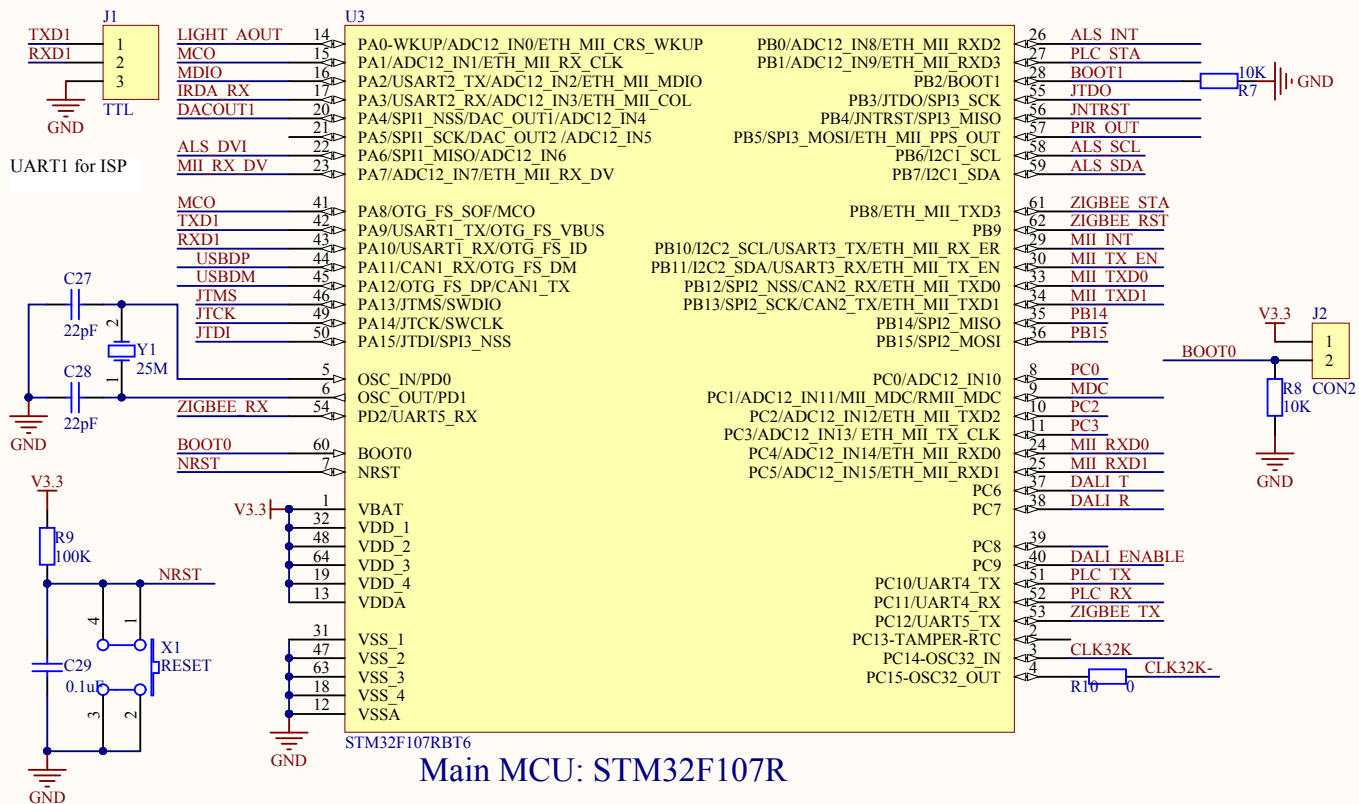 J1
TXD1 1
RXD1 2
3
GND TTL
UART1 for ISP
U3
LIGHT_AOUT 14 PA0-WKUP/ADC12_IN0/ETH_MII_CRS_WKUP
MCO 15 PA1/ADC12_IN1/ETH_MII_RX_CLK
MDIO 16 PA2/USART2_TX/ADC12_IN2/ETH_MII_MDIO
IRDA_RX 17 PA3/USART2_RX/ADC12_IN3/ETH_MII_COL
DACOUT1 20 PA4/SPI1_NSS/DAC_OUT1/ADC12_IN4
21 PA5/SPI1_SCK/DAC_OUT2 /ADC12_IN5
ALS_DVI 22 PA6/SPI1_MISO/ADC12_IN6
MII_RX_DV 23 PA7/ADC12_IN7/ETH_MII_RX_DV
MCO 41 PA8/OTG_FS_SOF/MCO
TXD1 42 PA9/USART1_TX/OTG_FS_VBUS
RXD1 43 PA10/USART1_RX/OTG_FS_ID
USBDP 44 PA11/CAN1_RX/OTG_FS_DM
USBDM 45 PA12/OTG_FS_DP/CAN1_TX
JTMS 46 PA13/JTMS/SWDIO
JTCK 49 PA14/JTCK/SWCLK
JTDI 50 PA15/JTDI/SPI3_NSS
5 OSC_IN/PD0
6 OSC_OUT/PD1
ZIGBEE_RX 54 PD2/UART5_RX
BOOT0 60 BOOT0
NRST 7 NRST
V3.3 1 VBAT
32 VDD_1
48 VDD_2
64 VDD_3
19 VDD_4
13 VDDA
31 VSS_1
47 VSS_2
63 VSS_3
18 VSS_4
12 VSSA
GND
PB0/ADC12_IN8/ETH_MII_RXD2 26 ALS_INT
PB1/ADC12_IN9/ETH_MII_RXD3 27 PLC_STA
PB2/BOOT1 28 BOOT1
PB3/JTDO/SPI3_SCK 55 JTDO
PB4/JNTRST/SPI3_MISO 56 JNTRST
PB5/SPI3_MOSI/ETH_MII_PPS_OUT 57 PIR_OUT
PB6/I2C1_SCL 58 ALS_SCL
PB7/I2C1_SDA 59 ALS_SDA
PB8/ETH_MII_TXD3 61 ZIGBEE_STA
PB9 62 ZIGBEE_RST
PB10/I2C2_SCL/USART3_TX/ETH_MII_RX_ER 29 MII_INT
PB11/I2C2_SDA/USART3_RX/ETH_MII_TX_EN 30 MII_TX_EN
PB12/SPI2_NSS/CAN2_RX/ETH_MII_TXD0 33 MII_TXD0
PB13/SPI2_SCK/CAN2_TX/ETH_MII_TXD1 34 MII_TXD1
PB14/SPI2_MISO 35 PB14
PB15/SPI2_MOSI 36 PB15
PC0/ADC12_IN10 8 PC0
PC1/ADC12_IN11/MII_MDC/RMII_MDC 9 MDC
PC2/ADC12_IN12/ETH_MII_TXD2 10 PC2
PC3/ADC12_IN13/ ETH_MII_TX_CLK 11 PC3
PC4/ADC12_IN14/ETH_MII_RXD0 24 MII_RXD0
PC5/ADC12_IN15/ETH_MII_RXD1 25 MII_RXD1
PC6 37 DALI_T
PC7 38 DALI_R
PC8 39
PC9 40 DALI_ENABLE
PC10/UART4_TX 51 PLC_TX
PC11/UART4_RX 52 PLC_RX
PC12/UART5_TX 53 ZIGBEE_TX
PC13-TAMPER-RTC 2
PC14-OSC32_IN 3 CLK32K
PC15-OSC32_OUT 4 CLK32K-
R10 0
10K
R7
GND
V3.3
J2
1
BOOT0 2
CON2
R8
10K
GND
C27
22pF
2
Y1
25M
C28
1
22pF
GND
V3.3
R9
100K
NRST
4 1
X1
RESET
C29
0.1uF
3 2
GND
STM32F107RBT6
Main MCU: STM32F107R